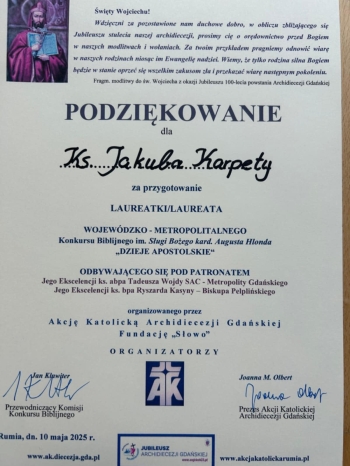 Święty Wojciechu!
Wdzięczni za pozostawione nam duchowe dobro, w obliczu zbliżającego się
Jubileuszu stulecia naszej archidiecezji, prosimy cię o orędownictwo przed Bogiem
w naszych modlitwach i wołaniach. Za twoim przykładem pragniemy odnowić wiarę
w naszych rodzinach niosąc im Ewangelię nadziei. Wiemy, że tylko rodzina silna Bogiem
będzie w stanie oprzeć się wszelkim zakusom zła i przekazać wiarę następnym pokoleniom.
Fragm. modlitwy do św. Wojciecha z okazji Jubileuszu 100-lecia powstania Archidiecezji Gdańskiej
PODZIĘKOWANIE
dla
Ks. Jakuba Karpety
za przygotowanie
LAUREATKI/LAUREATA
WOJEWÓDZKO - METROPOLITALNEGO
Konkursu Biblijnego im. Sługi Bożego kard. Augusta Hlonda
„DZIEJE APOSTOLSKIE”
ODBYWAJĄCEGO SIĘ POD PATRONATEM
Jego Ekscelencji ks. abpa Tadeusza Wojdy SAC - Metropolity Gdańskiego
Jego Ekscelencji ks. bpa Ryszarda Kasyny – Biskupa Pelplińskiego
organizowanego przez
Akcję Katolicką Archidiecezji Gdańskiej
Fundację „Słowo”
ORGANIZATORZY
AK
Jan Klawiter
Przewodniczący Komisji
Konkursu Biblijnego
Joanna M. Olbert
Prezes Akcji Katolickiej
Archidiecezji Gdańskiej
Rumia, dn. 10 maja 2025 r.
www.ak.diecezja.gda.pl
JUBILEUSZ
ARCHIDIECEZJI GDAŃSKIEJ
www.akcjakatolickarumia.pl